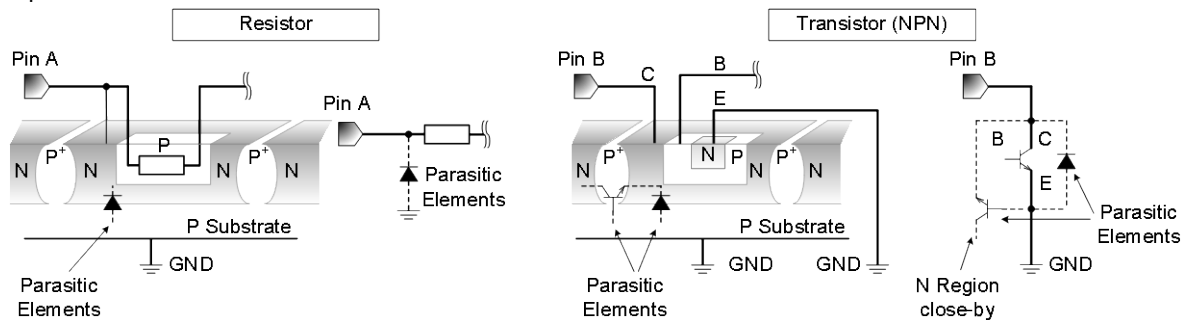 Resistor
Transistor (NPN)
Pin A
Pin B
C
B
E
Pin B
Pin A
N
P+
N
P
P+
N
Parasitic
Elements
N
P+
N
N
P
P+
N
B
C
E
P Substrate
GND
Parasitic
Elements
P Substrate
GND
GND
Parasitic
Elements
Parasitic
Elements
GND
N Region
close-by